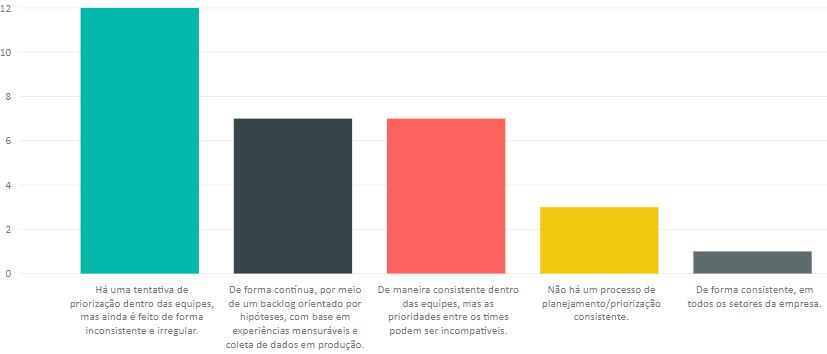 12
10
8
6
4
2
0
Há uma tentativa de
priorização dentro das equipes,
mas ainda é feito de forma
inconsistente e irregular.
De forma contínua, por meio
de um backlog orientado por
hipóteses, com base em
experiências mensuráveis e
coleta de dados em produção.
De maneira consistente dentro
das equipes, mas as
prioridades entre os times
podem ser incompatíveis.
Não há um processo de
planejamento/priorização
consistente.
De forma consistente, em
todos os setores da empresa.